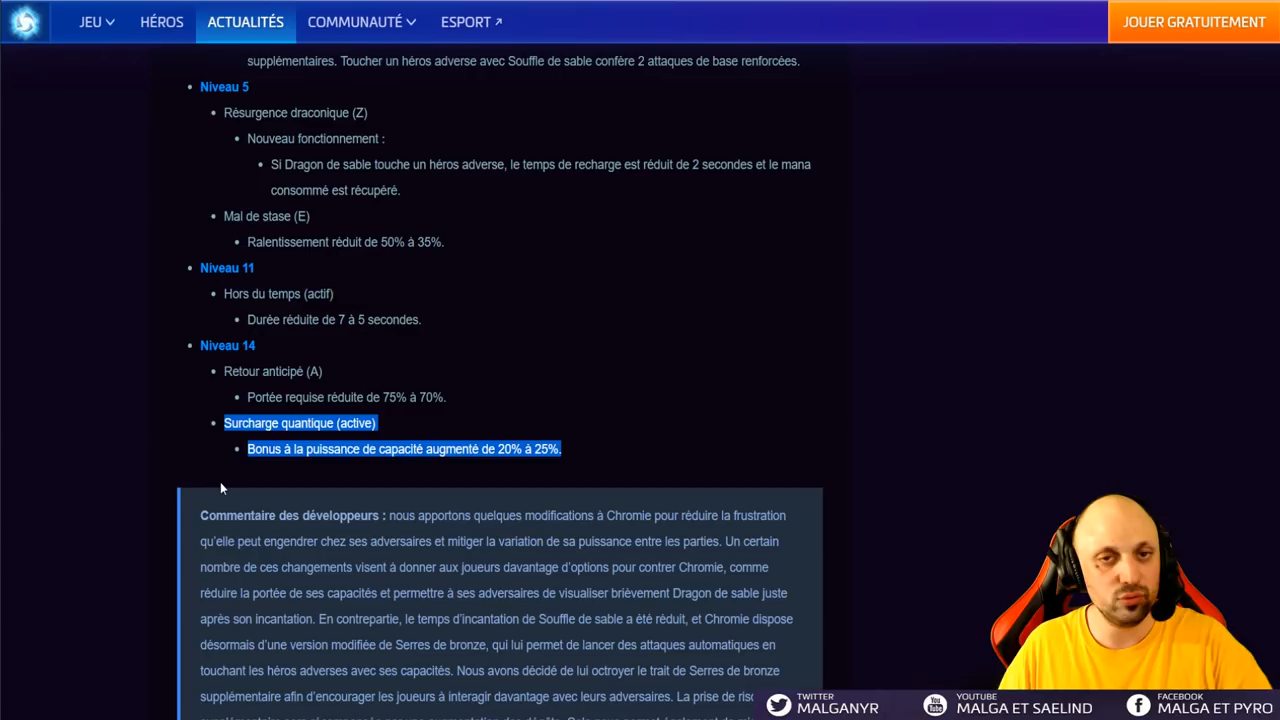 JEU HÉROS ACTUALITÉS COMMUNAUTÉ ESPORT JOUER GRATUITEMENT
supplémentaires. Toucher un héros adverse avec Souffle de sable confère 2 attaques de base renforcées.
Niveau 5
Résurgence draconique (Z)
Nouveau fonctionnement :
Si Dragon de sable touche un héros adverse, le temps de recharge est réduit de 2 secondes et le mana
consommé est récupéré.
Mal de stase (E)
Ralentissement réduit de 50% à 35%.
Niveau 11
Hors du temps (actif)
Durée réduite de 7 à 5 secondes.
Niveau 14
Retour anticipé (A)
Portée requise réduite de 75% à 70%.
Surcharge quantique (active)
Bonus à la puissance de capacité augmenté de 20% à 25%.
Commentaire des développeurs : nous apportons quelques modifications à Chromie pour réduire la frustration
qu'elle peut engendrer chez ses adversaires et mitiger la variation de sa puissance entre les parties. Un certain
nombre de ces changements visent à donner aux joueurs davantage d'options pour contrer Chromie, comme
réduire la portée de ses capacités et permettre à ses adversaires de visualiser brièvement Dragon de sable juste
après son incantation. En contrepartie, le temps d'incantation de Souffle de sable a été réduit, et Chromie dispose
désormais d'une version modifiée de Serres de bronze, qui lui permet de lancer des attaques automatiques en
touchant les héros adverses avec ses capacités. Nous avons décidé de lui octroyer le trait de Serres de bronze
supplémentaire afin d'encourager les joueurs à interagir davantage avec leurs adversaires. La prise de
TWITTER
MALGANYR
YOUTUBE
MALGA ET SAELIND
FACEBOOK
MALGA ET PYRO